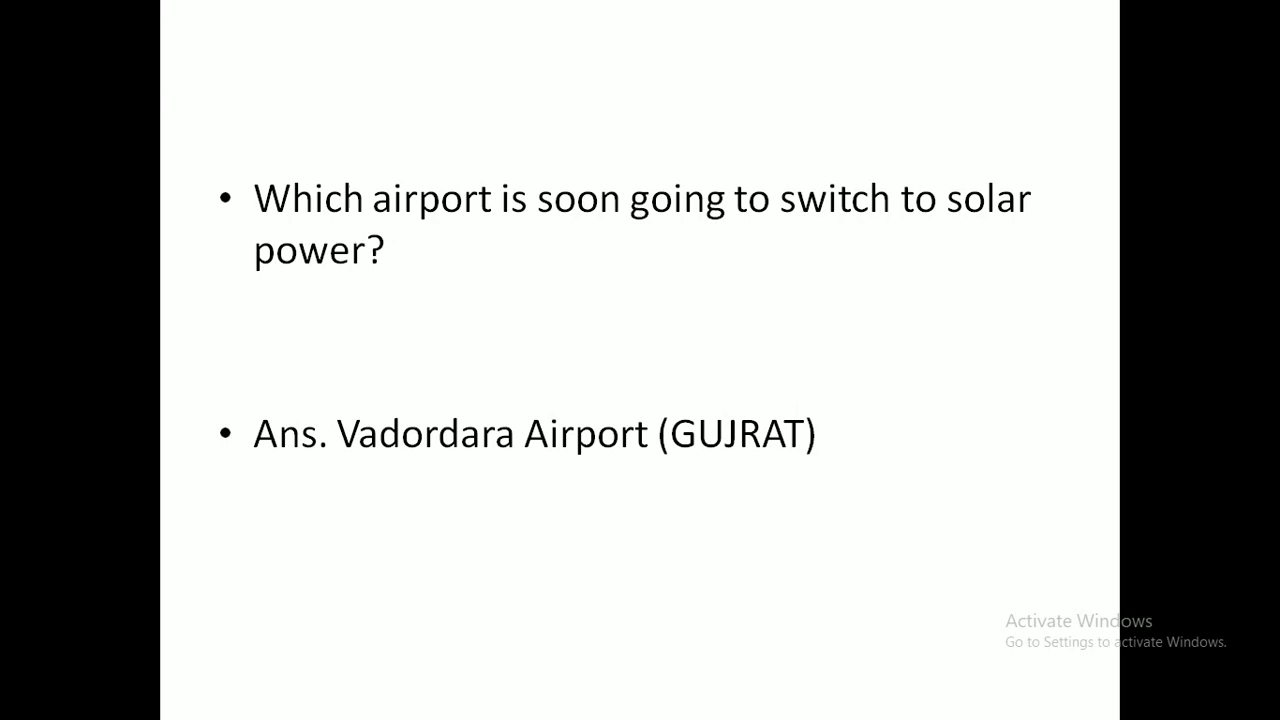 • Which airport is soon going to switch to solar
power?
• Ans. Vadordara Airport (GUJRAT)
Activate Windows
Go to Settings to activate Windows.